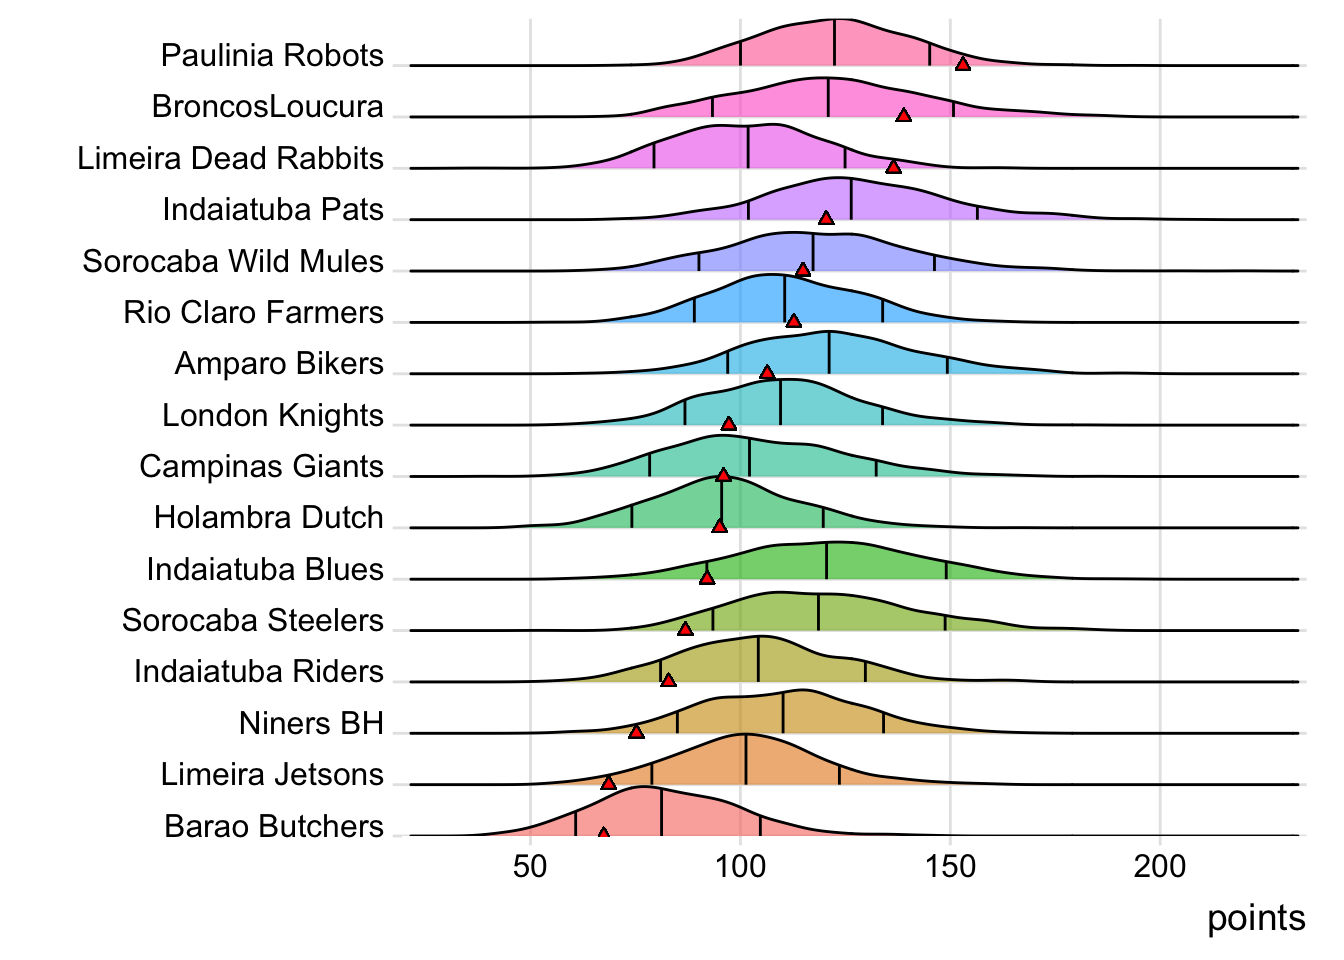 Paulinia Robots
BroncosLoucura
Limeira Dead Rabbits
Indaiatuba Pats
Sorocaba Wild Mules
Rio Claro Farmers
Amparo Bikers
London Knights
Campinas Giants
Holambra Dutch
Indaiatuba Blues
Sorocaba Steelers
Indaiatuba Riders
Niners BH
Limeira Jetsons
Barao Butchers
50 100 150 200
points